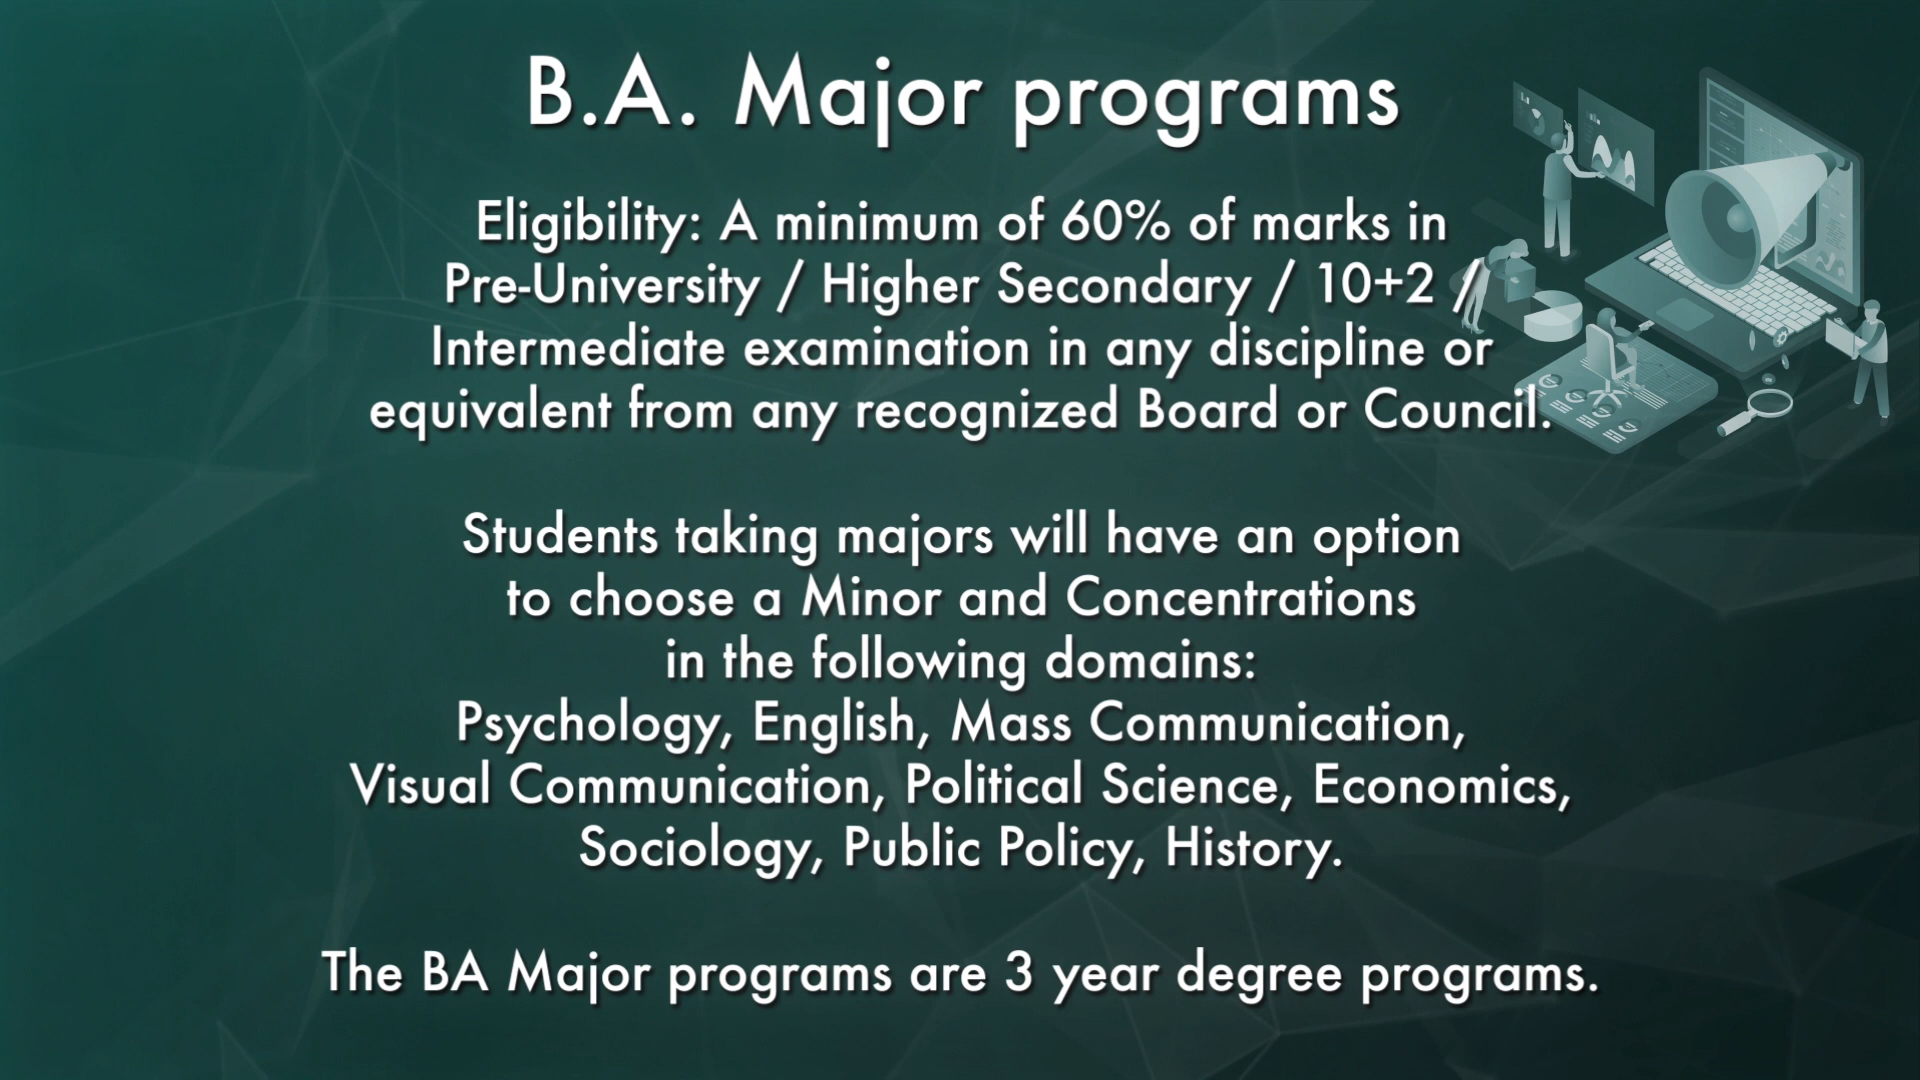 B.A. Major programs
Eligibility: A minimum of 60% of marks in
Pre-University / Higher Secondary / 10+2 /
Intermediate examination in any discipline or
equivalent from any recognized Board or Council.
Students taking majors will have an option
to choose a Minor and Concentrations
in the following domains:
Psychology, English, Mass Communication,
Visual Communication, Political Science, Economics,
Sociology, Public Policy, History.
The BA Major programs are 3 year degree programs.